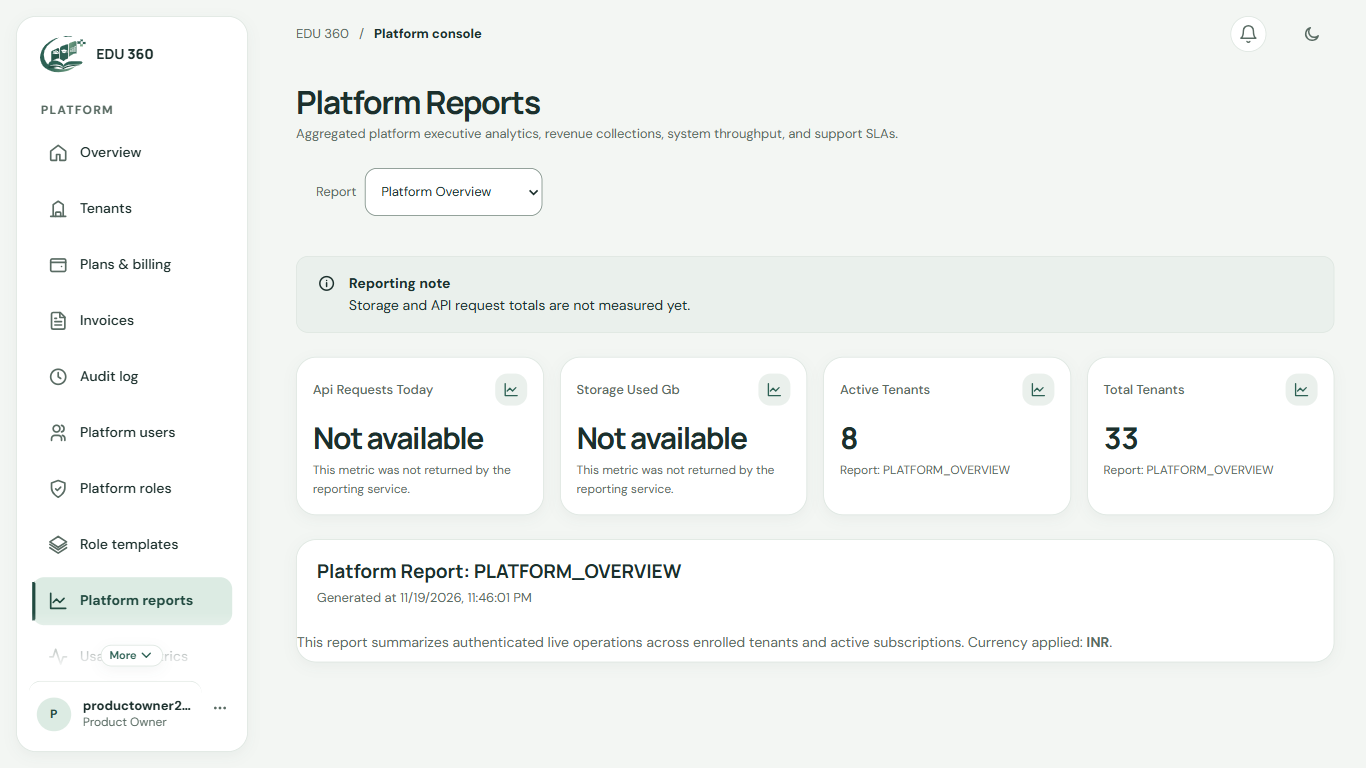 EDU 360
PLATFORM
Overview
Tenants
Plans & billing
Invoices
Audit log
Platform users
Platform roles
Role templates
Platform reports
More
productowner2...
P
Product Owner
EDU 360 / Platform console
Platform Reports
Aggregated platform executive analytics, revenue collections, system throughput, and support SLAs.
Report
Platform Overview
Reporting note
Storage and API request totals are not measured yet.
Api Requests Today
Not available
This metric was not returned by the
reporting service.
Storage Used Gb
Not available
This metric was not returned by the
reporting service.
Active Tenants
8
Report: PLATFORM_OVERVIEW
Total Tenants
33
Report: PLATFORM_OVERVIEW
Platform Report: PLATFORM_OVERVIEW
Generated at 11/19/2026, 11:46:01 PM
This report summarizes authenticated live operations across enrolled tenants and active subscriptions. Currency applied: INR.